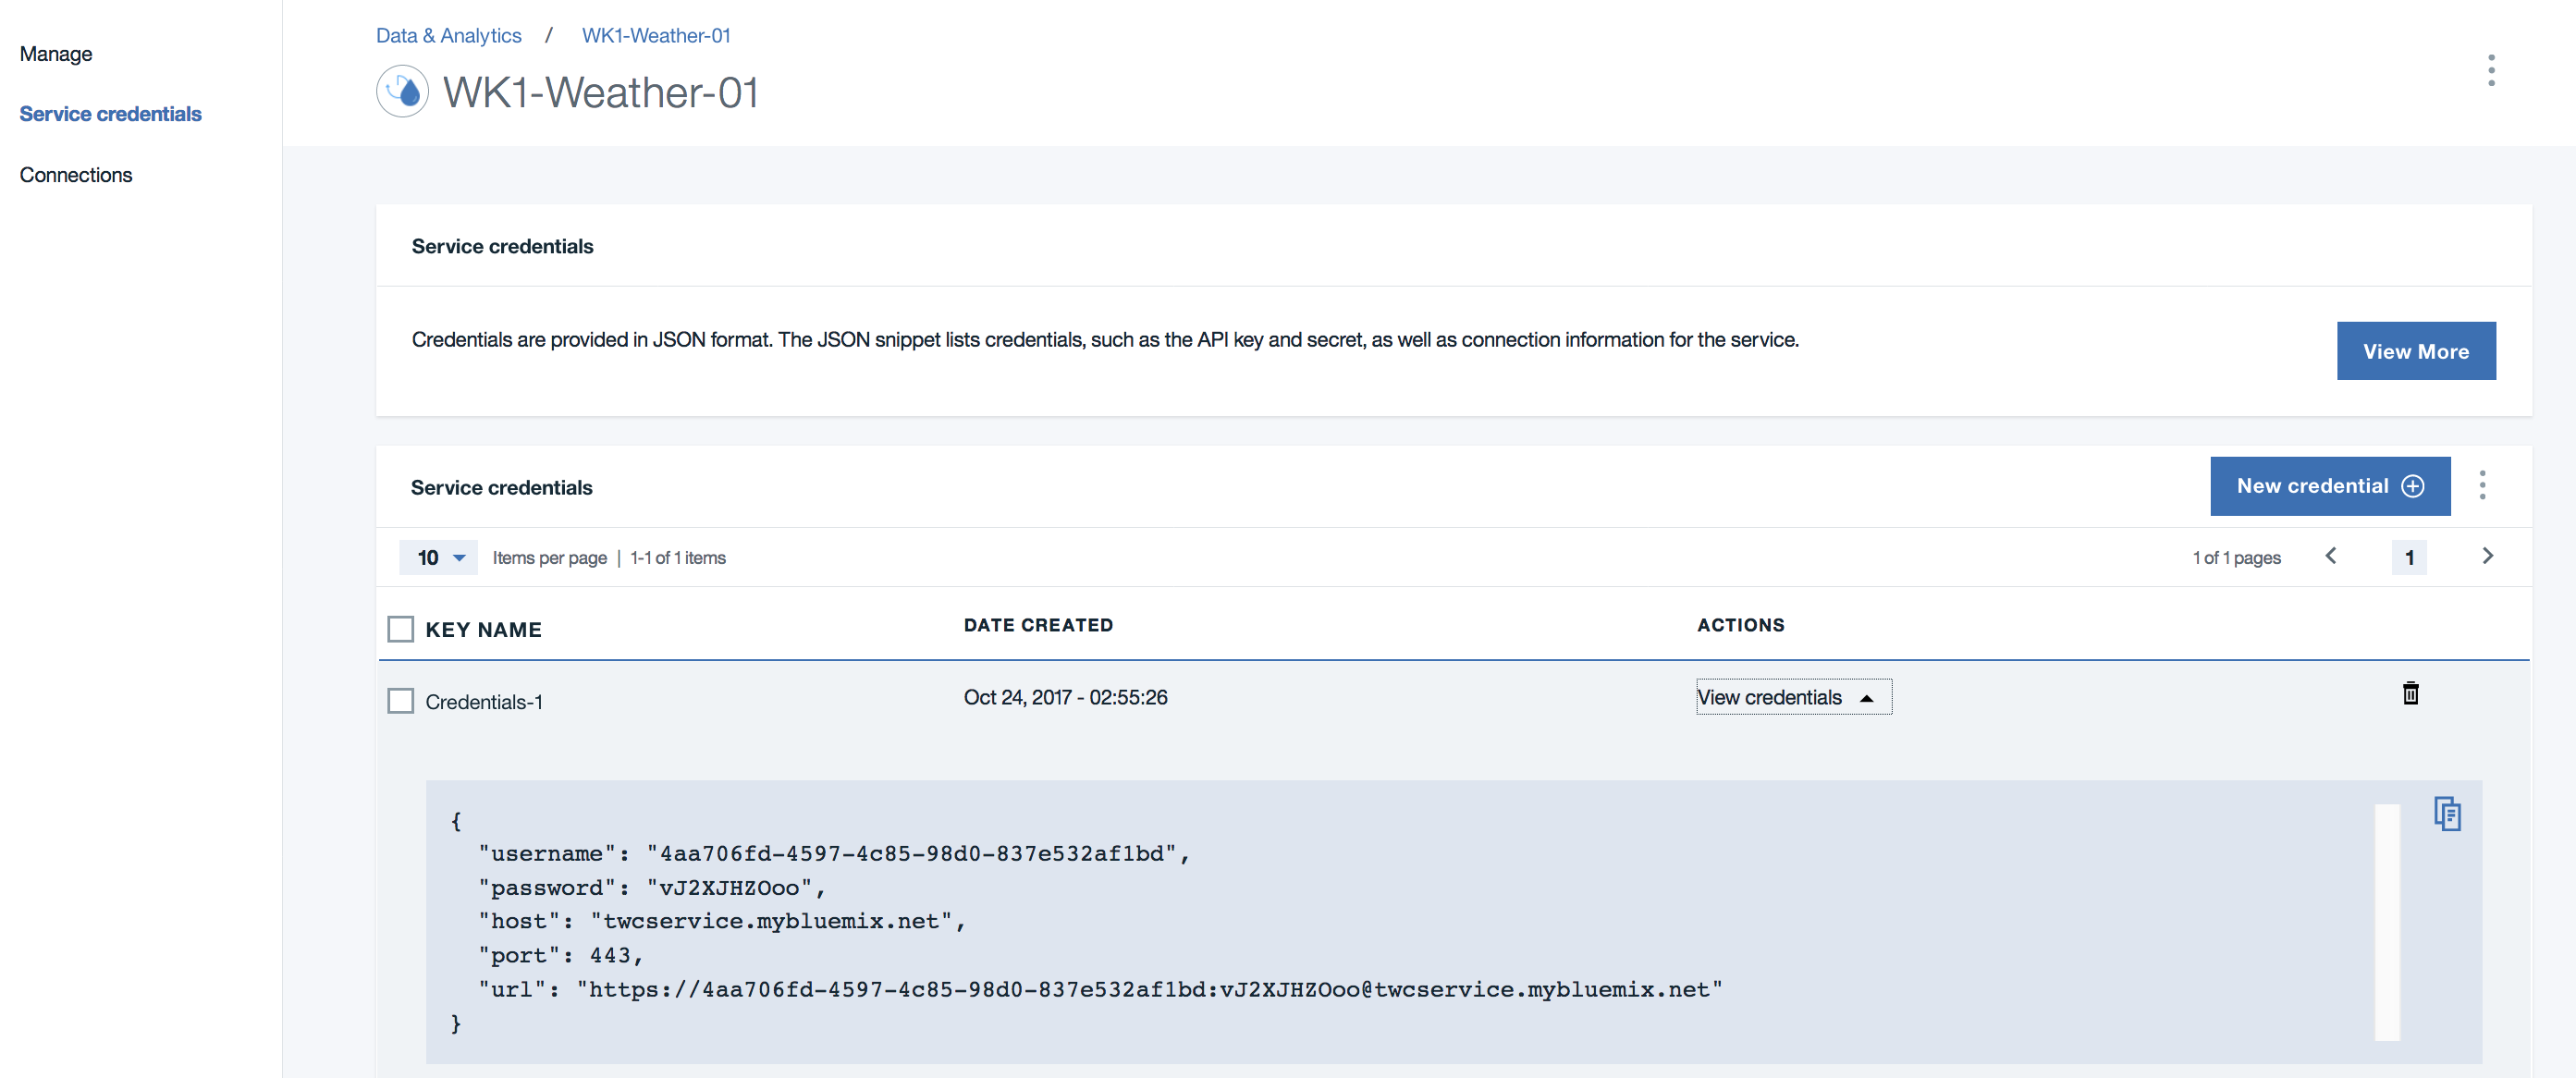 Manage
Service credentials
Connections
Data & Analytics / WK1-Weather-01
WK1-Weather-01
Service credentials
Credentials are provided in JSON format. The JSON snippet lists credentials, such as the API key and secret, as well as connection information for the service.
View More
Service credentials
New credential
10 Items per page | 1-1 of 1 items
1 of 1 pages 1
KEY NAME DATE CREATED ACTIONS
Credentials-1 Oct 24, 2017 - 02:55:26 View credentials
{
"username": "4aa706fd-4597-4c85-98d0-837e532af1bd",
"password": "vJ2XJHZOoo",
"host": "twcservice.mybluemix.net",
"port": 443,
"url": "https://4aa706fd-4597-4c85-98d0-837e532af1bd:vJ2XJHZOoo@twcservice.mybluemix.net"
}